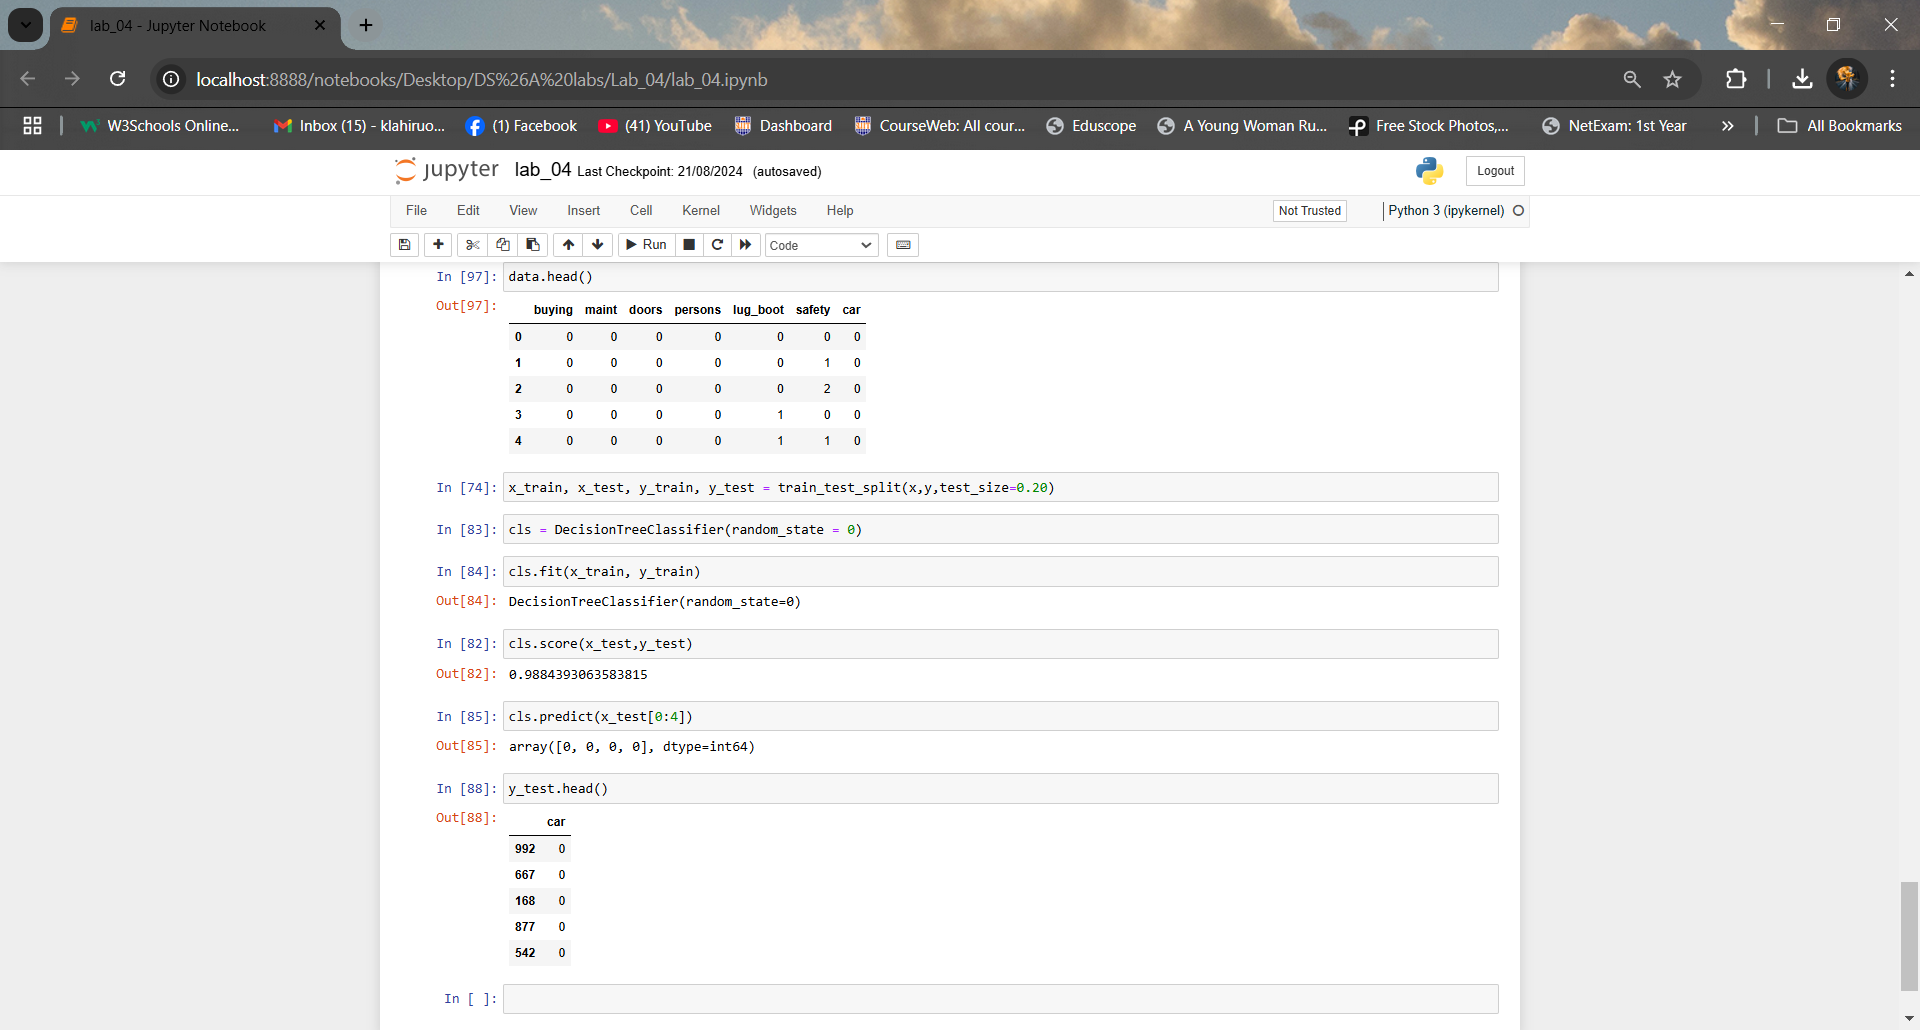 lab_04 - Jupyter Notebook
localhost:8888/notebooks/Desktop/DS%26A%20labs/Lab_04/lab_04.ipynb
W3Schools Online... Inbox (15) - klahiruo... (1) Facebook (41) YouTube Dashboard CourseWeb: All cour... Eduscope A Young Woman Ru... Free Stock Photos,... NetExam: 1st Year » All Bookmarks
jupyter lab_04 Last Checkpoint: 21/08/2024 (autosaved) Logout
File Edit View Insert Cell Kernel Widgets Help Not Trusted Python 3 (ipykernel)
Run Code
In [97]: data.head()
Out[97]:
buying maint doors persons lug_boot safety car
0 0 0 0 0 0 0 0
1 0 0 0 0 0 1 0
2 0 0 0 0 0 2 0
3 0 0 0 0 1 0 0
4 0 0 0 0 1 1 0
In [74]: x_train, x_test, y_train, y_test = train_test_split(x,y,test_size=0.20)
In [83]: cls = DecisionTreeClassifier(random_state = 0)
In [84]: cls.fit(x_train, y_train)
Out[84]: DecisionTreeClassifier(random_state=0)
In [82]: cls.score(x_test,y_test)
Out[82]: 0.9884393063583815
In [85]: cls.predict(x_test[0:4])
Out[85]: array([0, 0, 0, 0], dtype=int64)
In [88]: y_test.head()
Out[88]:
car
992 0
667 0
168 0
877 0
542 0
In [ ]: